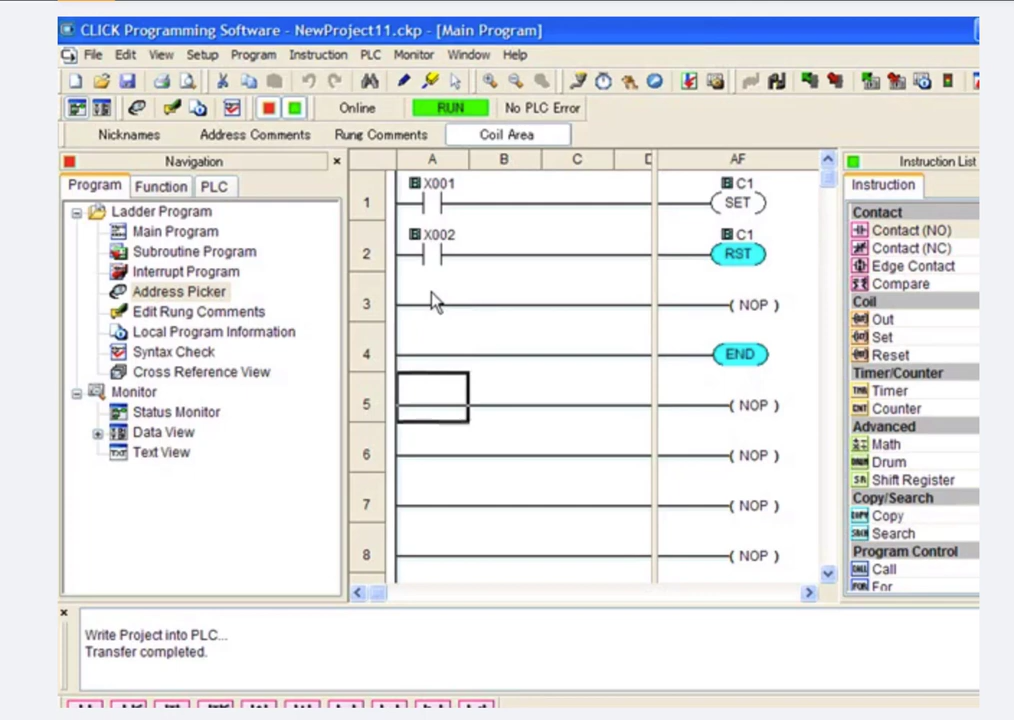 CLICK Programming Software - NewProject11.ckp - [Main Program]
File Edit View Setup Program Instruction PLC Monitor Window Help
Online RUN No PLC Error
Nicknames Address Comments Rung Comments Coil Area
Navigation
Program Function PLC
Ladder Program
Main Program
Subroutine Program
Interrupt Program
Address Picker
Edit Rung Comments
Local Program Information
Syntax Check
Cross Reference View
Monitor
Status Monitor
Data View
Text View
A B C D AF
X001 C1
1 SET
X002 C1
2 RST
3 ( NOP )
4 END
5 ( NOP )
6 ( NOP )
7 ( NOP )
8 ( NOP )
Instruction List
Instruction
Contact
Contact (NO)
Contact (NC)
Edge Contact
Compare
Coil
Out
Set
Reset
Timer/Counter
Timer
Counter
Advanced
Math
Drum
Shift Register
Copy/Search
Copy
Search
Program Control
Call
For
Write Project into PLC...
Transfer completed.